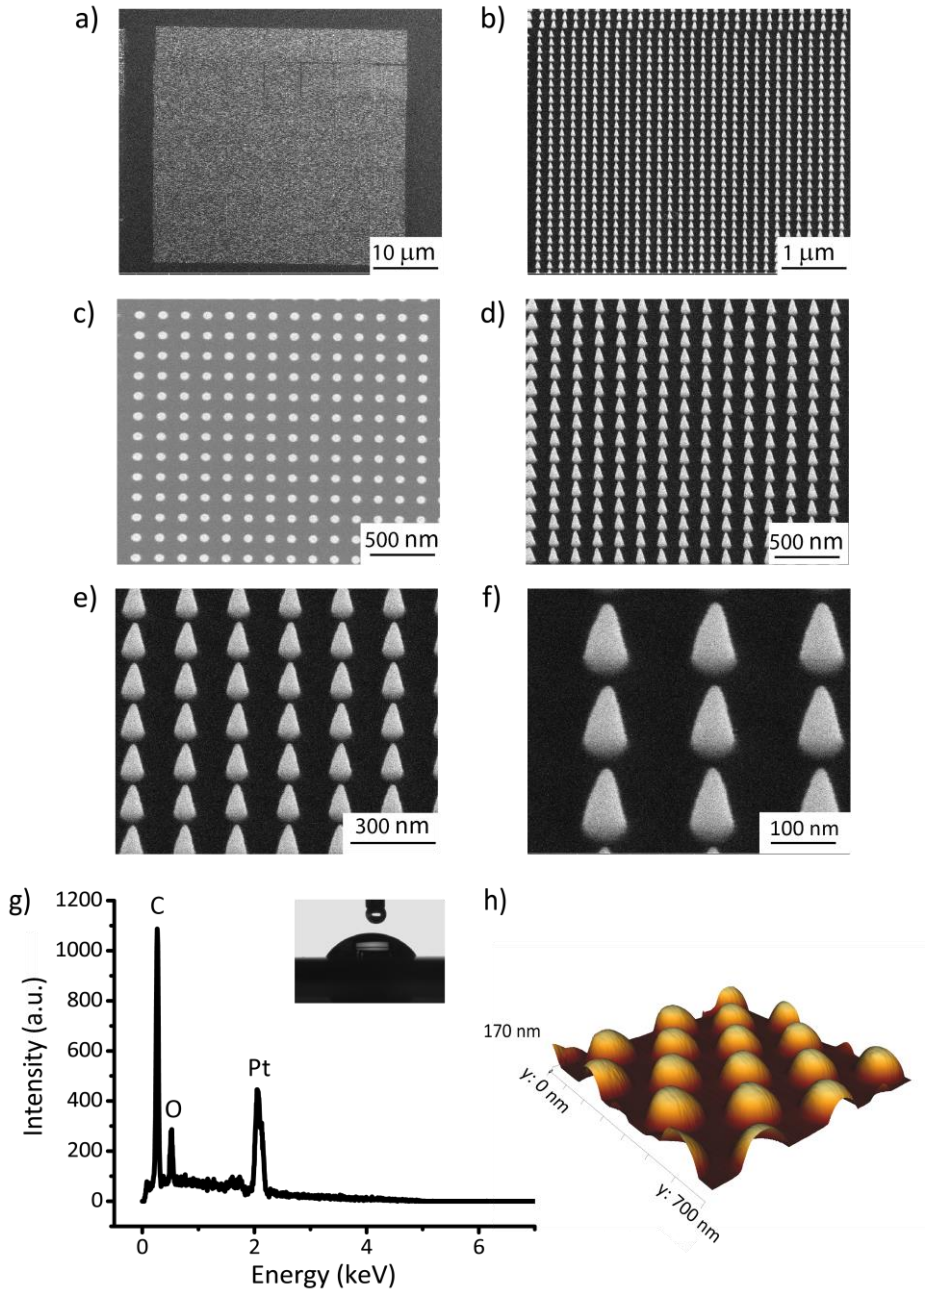 a)
b)
10 μm
1 μm
c)
d)
500 nm
500 nm
e)
f)
300 nm
100 nm
g)
h)
1200
1000
800
600
400
200
0
Intensity (a.u.)
C
O
Pt
0
2
4
6
Energy (keV)
170 nm
y: 0 nm
y: 700 nm